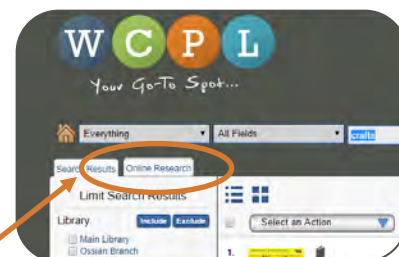 W C P L
Your Go-To Spot...
Everything All Fields crafts
Search Results Online Research
Limit Search Results
Library Include Exclude Select an Action
Main Library
Ossian Branch 1.